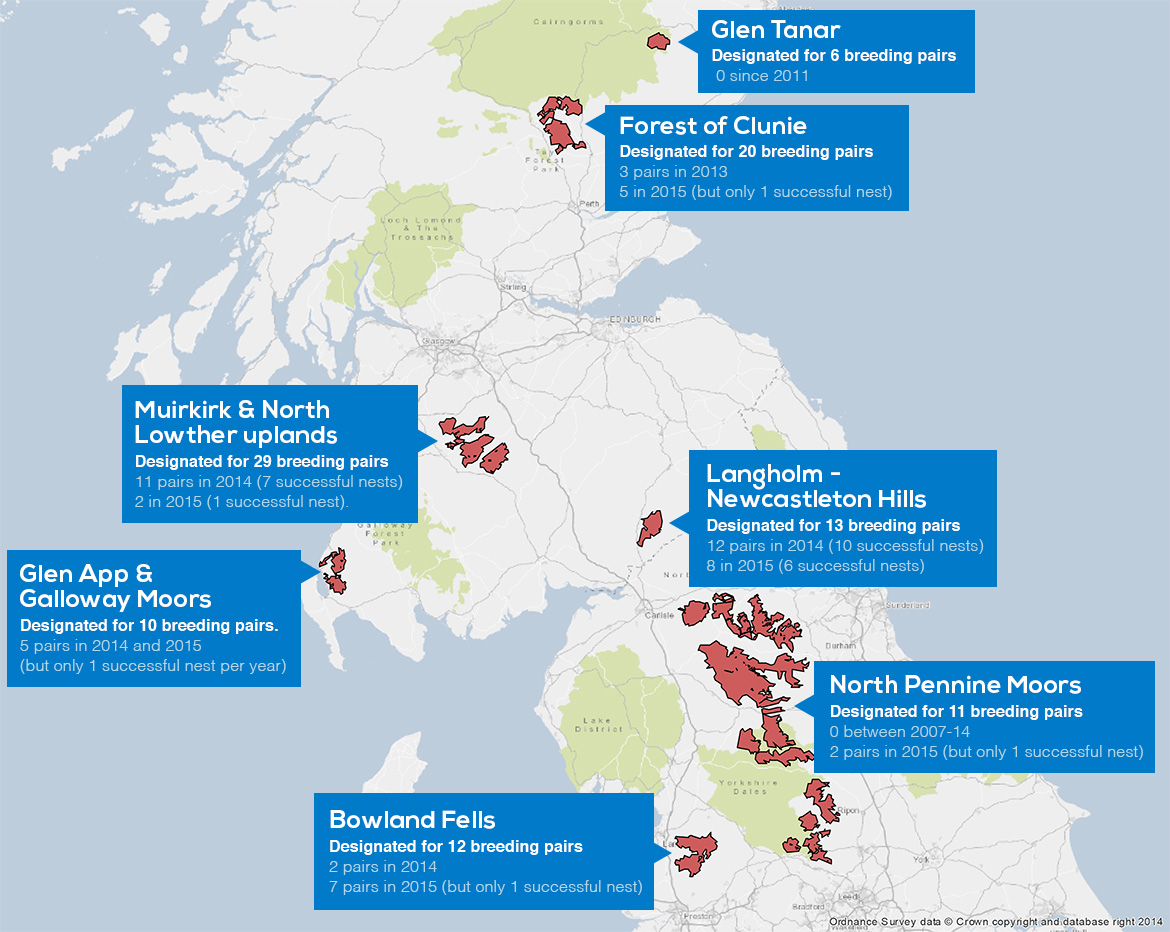 Cairngorms
Glen Tanar
Designated for 6 breeding pairs
0 since 2011
Forest of Clunie
Designated for 20 breeding pairs
3 pairs in 2013
5 in 2015 (but only 1 successful nest)
Forest
Park
Perth
Loch Lomond
& The
Trossachs
Stirling
EDINBURGH
Glasgow
Muirkirk & North
Lowther uplands
Designated for 29 breeding pairs
11 pairs in 2014 (7 successful nests)
2 in 2015 (1 successful nest).
Galloway
Forest
Park
Langholm -
Newcastleton Hills
Designated for 13 breeding pairs
12 pairs in 2014 (10 successful nests)
8 in 2015 (6 successful nests)
Glen App &
Galloway Moors
Designated for 10 breeding pairs.
5 pairs in 2014 and 2015
(but only 1 successful nest per year)
Carlisle
Sunderland
Durham
North Pennine Moors
Designated for 11 breeding pairs
0 between 2007-14
2 pairs in 2015 (but only 1 successful nest)
Lake
District
Yorkshire
Dales
Ripon
Bowland Fells
Designated for 12 breeding pairs
2 pairs in 2014
7 pairs in 2015 (but only 1 successful nest)
York
Leeds
Bradford
Preston
Ordnance Survey data © Crown copyright and database right 2014